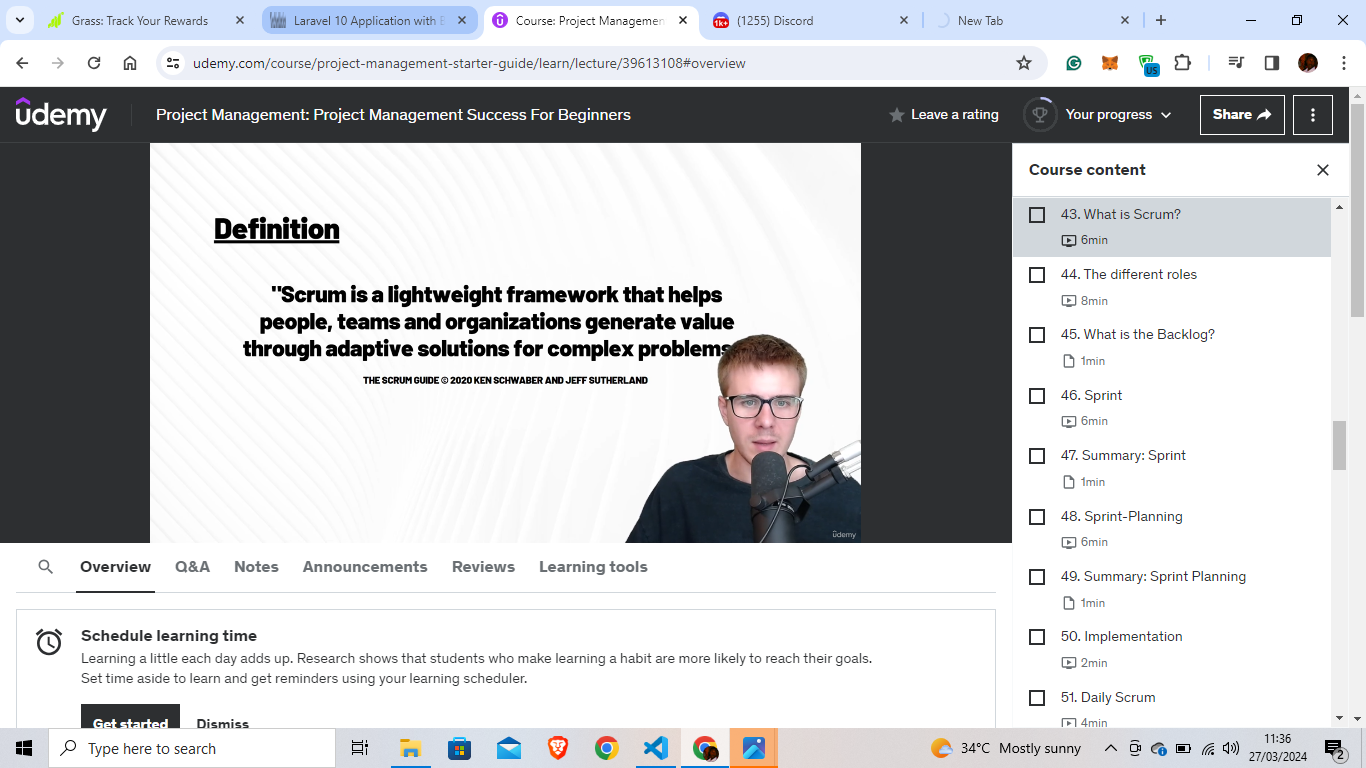 Grass: Track Your Rewards
Laravel 10 Application with
Course: Project Managemen
1k+
(1255) Discord
New Tab
udemy.com/course/project-management-starter-guide/learn/lecture/39613108#overview
US
udemy
Project Management: Project Management Success For Beginners
Leave a rating
Your progress
Share
Definition
"Scrum is a lightweight framework that helps
people, teams and organizations generate value
through adaptive solutions for complex problems
THE SCRUM GUIDE © 2020 KEN SCHWABER AND JEFF SUTHERLAND
udemy
Course content
43. What is Scrum?
6min
44. The different roles
8min
45. What is the Backlog?
1min
46. Sprint
6min
47. Summary: Sprint
1min
48. Sprint-Planning
6min
49. Summary: Sprint Planning
1min
50. Implementation
2min
51. Daily Scrum
4min
Overview
Q&A
Notes
Announcements
Reviews
Learning tools
Schedule learning time
Learning a little each day adds up. Research shows that students who make learning a habit are more likely to reach their goals.
Set time aside to learn and get reminders using your learning scheduler.
Get started
Dismiss
Type here to search
34°C Mostly sunny
11:36
27/03/2024
2